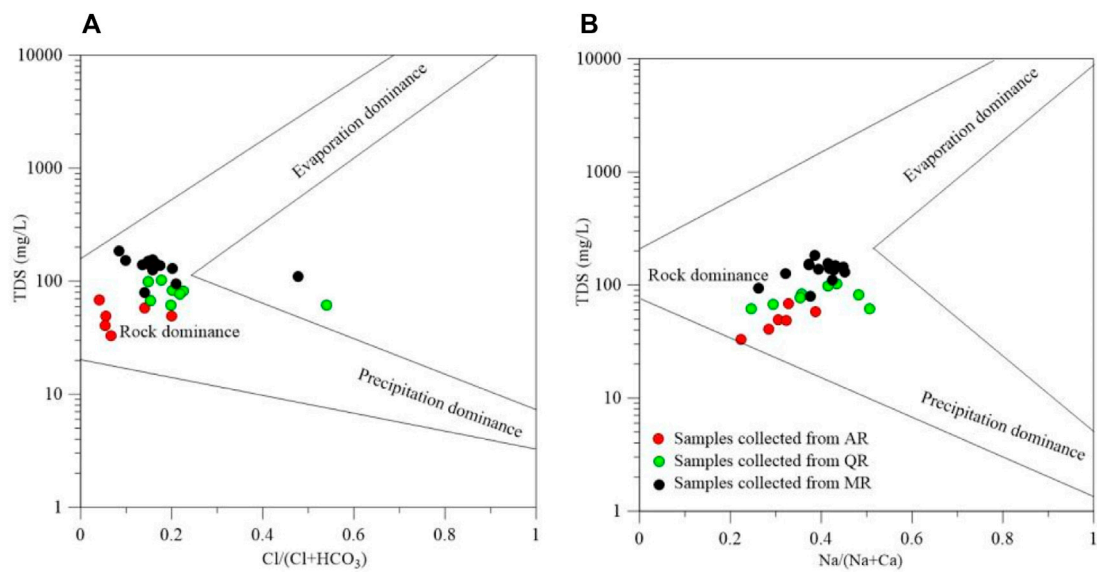 A
10000
1000
100
10
1
TDS (mg/L)
Evaporation dominance
Rock dominance
Precipitation dominance
0
0.2
0.4
0.6
0.8
1
Cl/(Cl+HCO₃)
B
10000
1000
100
10
1
TDS (mg/L)
Evaporation dominance
Rock dominance
Precipitation dominance
Samples collected from AR
Samples collected from QR
Samples collected from MR
0
0.2
0.4
0.6
0.8
1
Na/(Na+Ca)